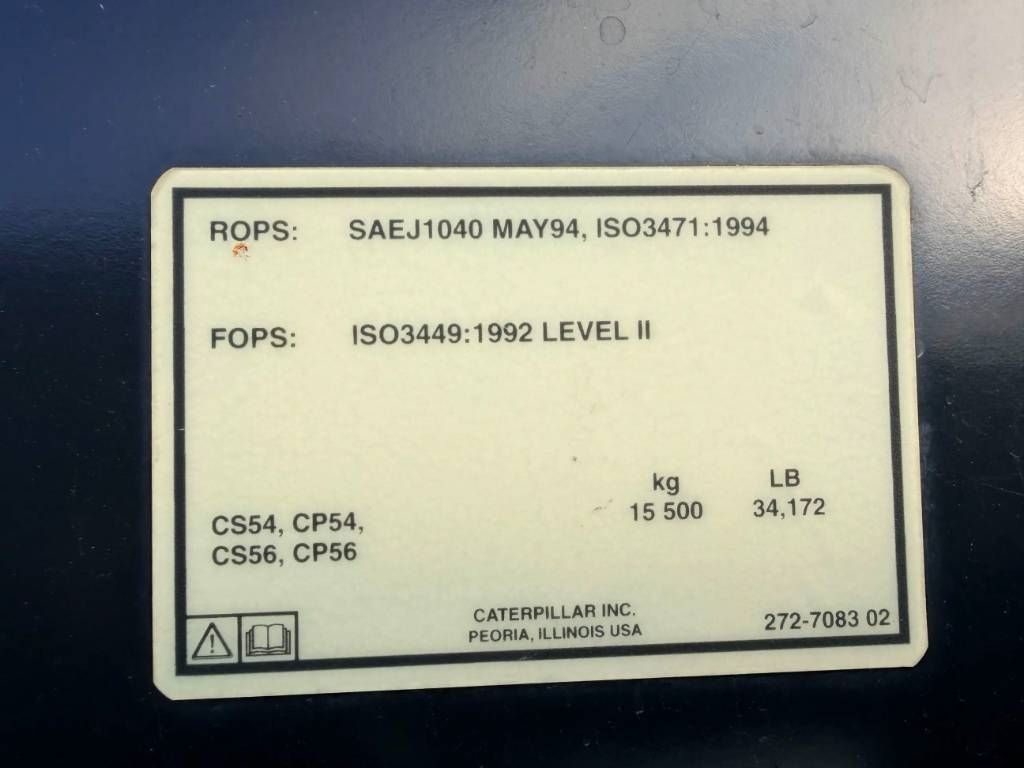 ROPS: SAEJ1040 MAY94, ISO3471:1994
FOPS: ISO3449:1992 LEVEL II
kg LB
15 500 34,172
CS54, CP54,
CS56, CP56
CATERPILLAR INC.
PEORIA, ILLINOIS USA
272-7083 02